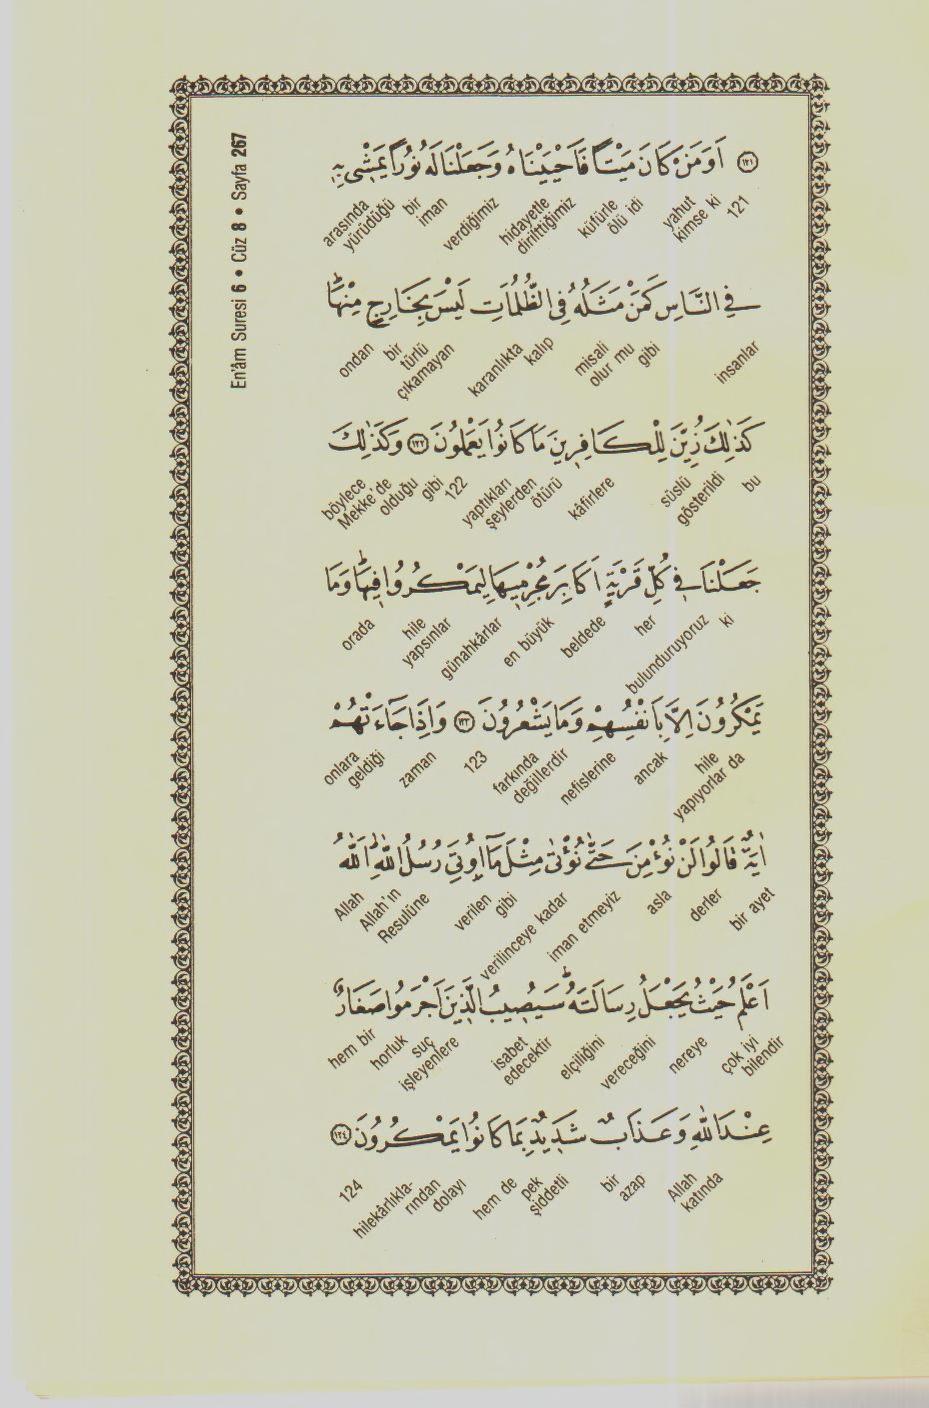 En'âm Suresi 6 • Cüz 8 • Sayfa 267
﴿١٢١﴾ اَوَمَنْ كَانَ مَيْتًا فَاَحْيَيْنَاهُ وَجَعَلْنَا لَهُ نُورًا يَمْشٖى بِهٖ
121 yahut kimse ki küfürle ölü idi hidayetle dirilttiğimiz verdiğimiz bir iman arasında yürüdüğü
فِي النَّاسِ كَمَنْ مَثَلُهُ فِي الظُّلُمَاتِ لَيْسَ بِخَارِجٍ مِنْهَا
insanlar gibi misali olur mu kalıp karanlıkta bir türlü çıkamayan ondan
كَذٰلِكَ زُيِّنَ لِلْكَافِرٖينَ مَا كَانُوا يَعْمَلُونَ ﴿١٢٢﴾ وَكَذٰلِكَ
bu süslü gösterildi kâfirlere yaptıkları şeylerden ötürü 122 böylece Mekke'de olduğu gibi
جَعَلْنَا فٖي كُلِّ قَرْيَةٍ اَكَابِرَ مُجْرِمٖيهَا لِيَمْكُرُوا فٖيهَا وَمَا
ki bulunduruyoruz her beldede en büyük günahkârlar hile yapsınlar orada
يَمْكُرُونَ اِلَّا بِاَنْفُسِهِمْ وَمَا يَشْعُرُونَ ﴿١٢٣﴾ وَاِذَا جَاءَتْهُمْ
hile yapıyorlar da ancak nefislerine farkında değillerdir 123 zaman onlara geldiği
اٰيَةٌ قَالُوا لَنْ نُؤْمِنَ حَتّٰى نُؤْتٰى مِثْلَ مَا اُوتِيَ رُسُلُ اللّٰهِ اَللّٰهُ
bir ayet derler asla iman etmeyiz verilinceye kadar gibi verilen Allah'ın Resulüne Allah
اَعْلَمُ حَيْثُ يَجْعَلُ رِسَالَتَهُ سَيُصٖيبُ الَّذٖينَ اَجْرَمُوا صَغَارٌ
çok iyi bilendir nereye vereceğini elçiliğini isabet edecektir suç işleyenlere horluk hem bir
عِنْدَ اللّٰهِ وَعَذَابٌ شَدٖيدٌ بِمَا كَانُوا يَمْكُرُونَ ﴿١٢٤﴾
Allah katında bir azap pek şiddetli hem de hilekârlıkla-rından dolayı 124